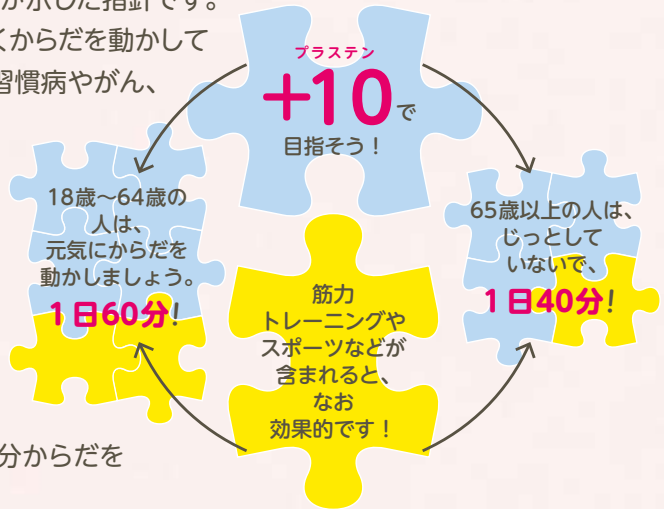 が示した指針です。
くからだを動かして
習慣病やがん、
プラステン
+10で
目指そう！
18歳～64歳の
人は、
元気にからだを
動かしましょう。
1日60分!
65歳以上の人は、
じっとして
いないで、
1日40分!
筋力
トレーニングや
スポーツなどが
含まれると、
なお
効果的です！
分からだを